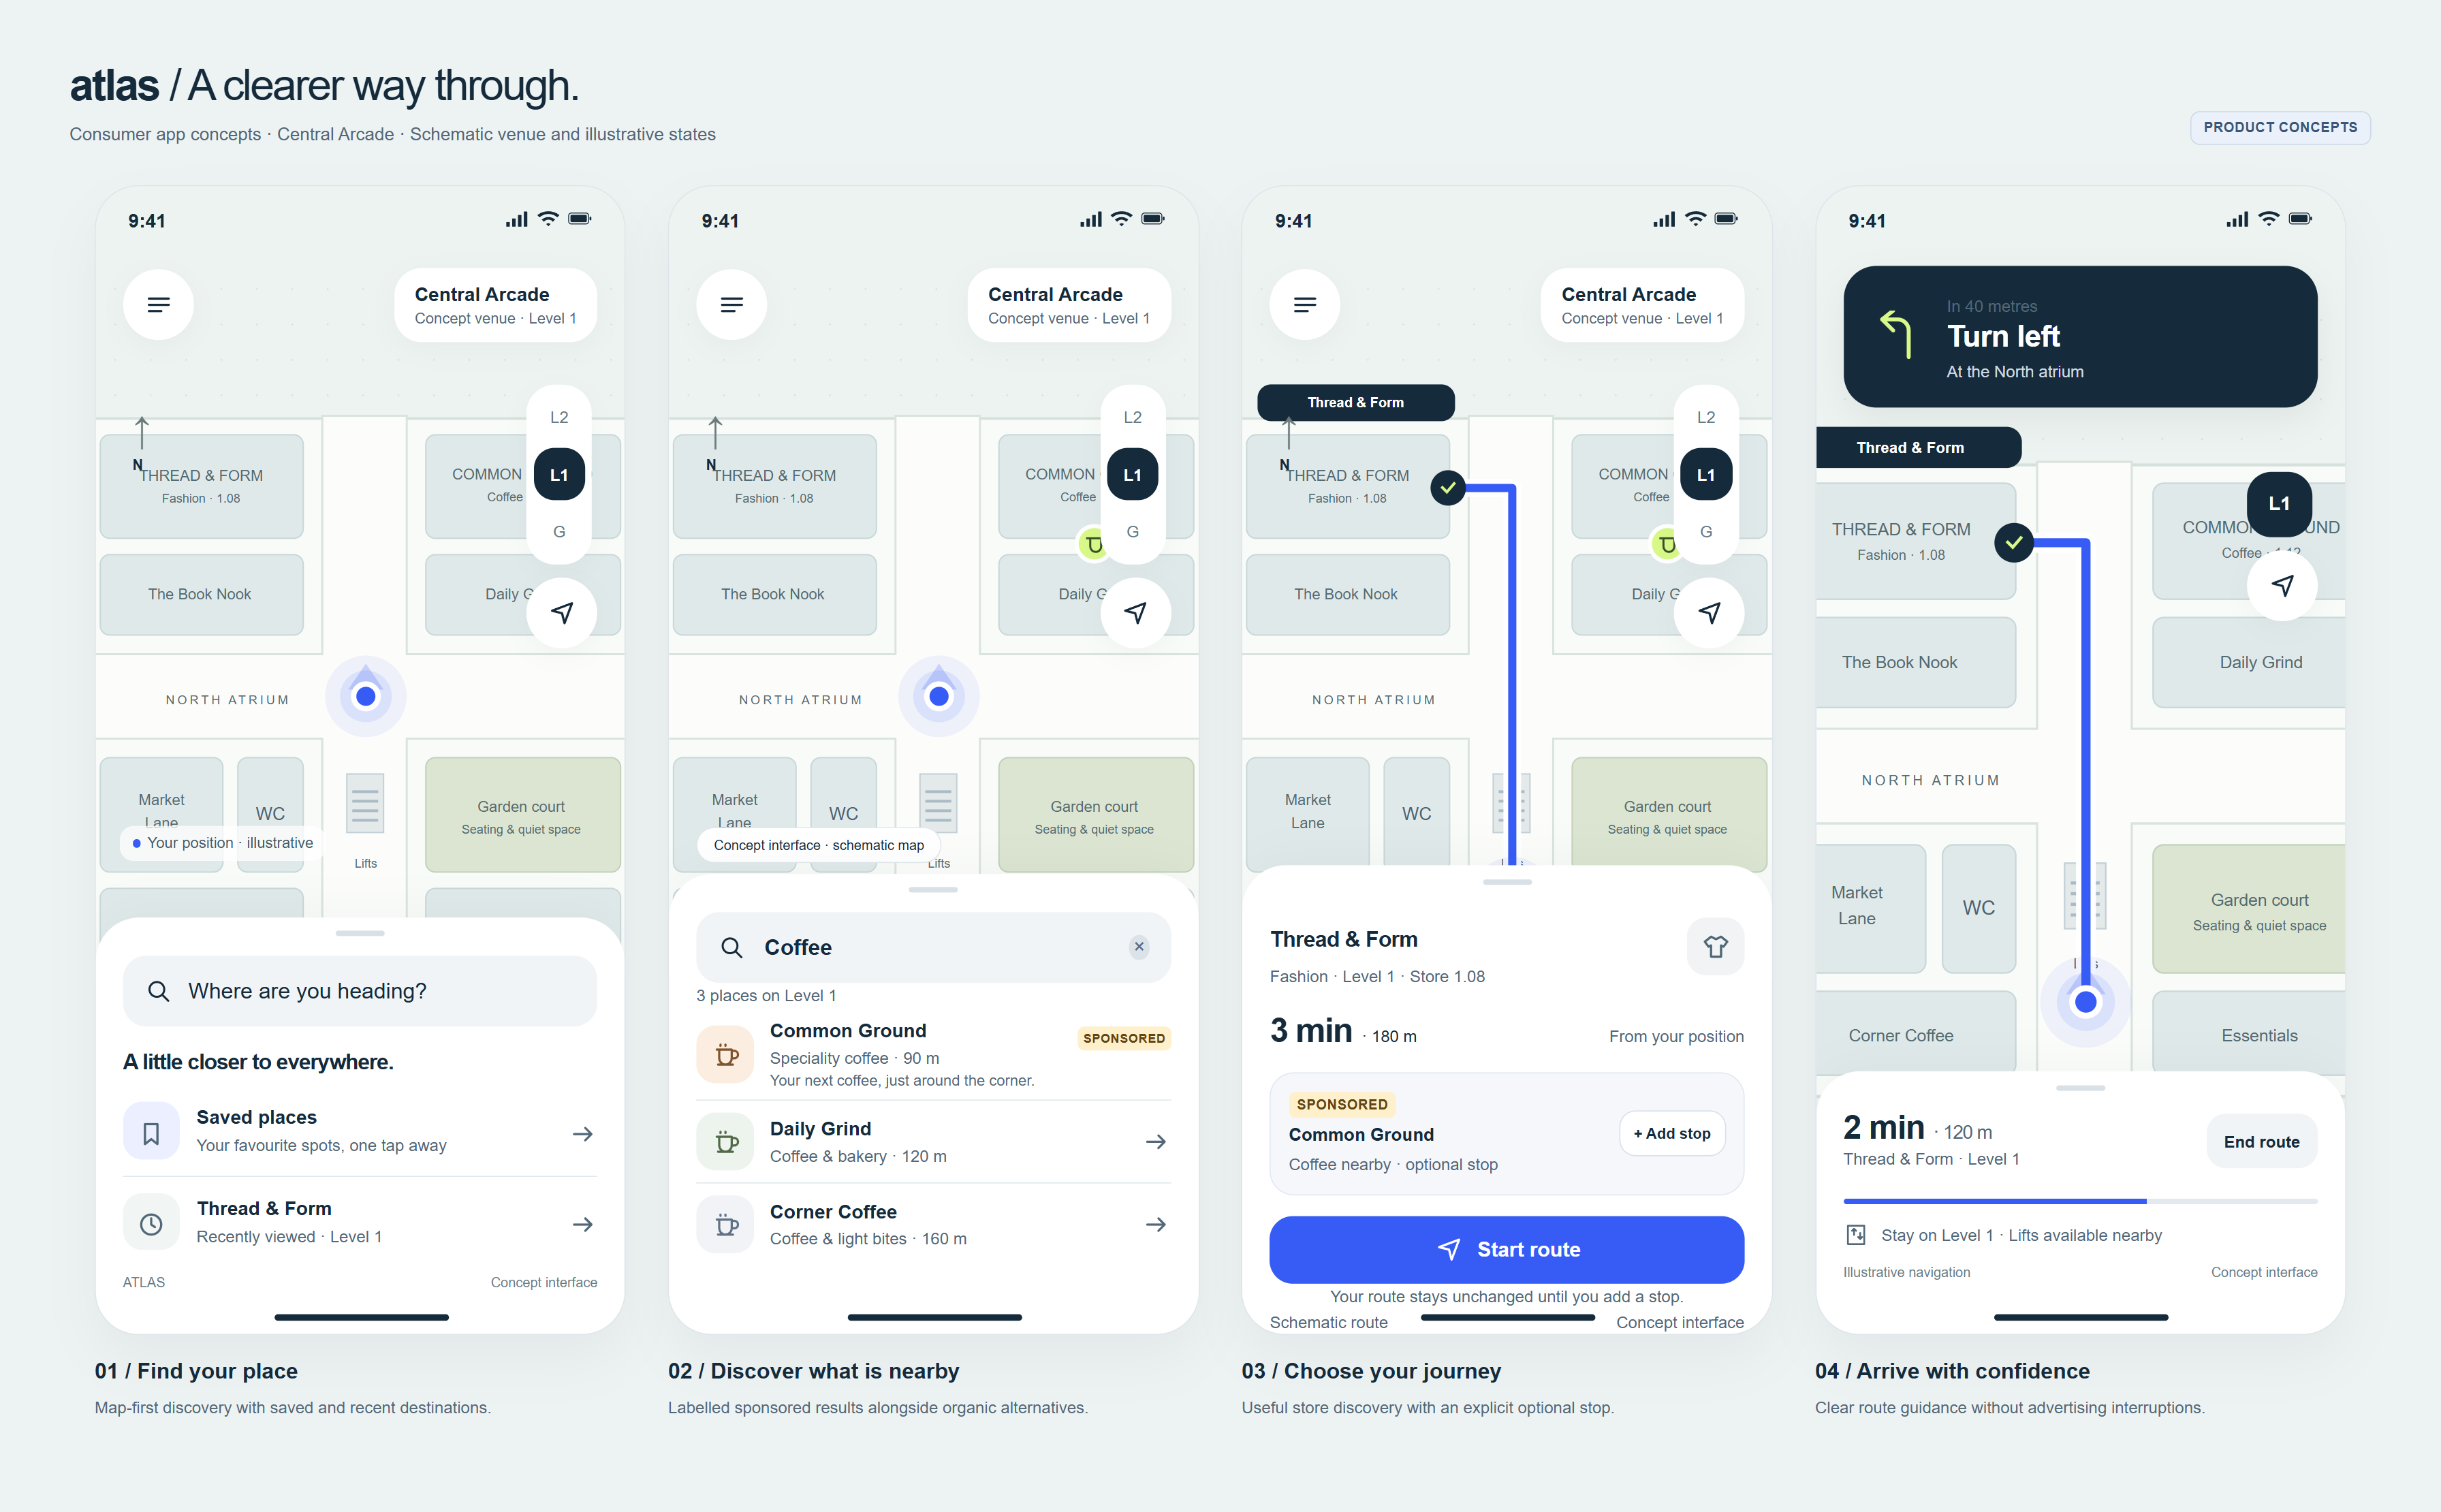 atlas / A clearer way through.
Consumer app concepts · Central Arcade · Schematic venue and illustrative states
PRODUCT CONCEPTS
9:41
Central Arcade
Concept venue · Level 1
L2
L1
G
N
THREAD & FORM
Fashion · 1.08
COMMON
Coffee
The Book Nook
Daily G
NORTH ATRIUM
Market
Lane
WC
Garden court
Seating & quiet space
Your position · illustrative
Lifts
Where are you heading?
A little closer to everywhere.
Saved places
Your favourite spots, one tap away
Thread & Form
Recently viewed · Level 1
ATLAS
Concept interface
01 / Find your place
Map-first discovery with saved and recent destinations.
9:41
Central Arcade
Concept venue · Level 1
L2
L1
G
N
THREAD & FORM
Fashion · 1.08
COMMON
Coffee
The Book Nook
Daily G
NORTH ATRIUM
Market
Lane
WC
Garden court
Seating & quiet space
Concept interface · schematic map
Lifts
Coffee
3 places on Level 1
Common Ground
SPONSORED
Speciality coffee · 90 m
Your next coffee, just around the corner.
Daily Grind
Coffee & bakery · 120 m
Corner Coffee
Coffee & light bites · 160 m
02 / Discover what is nearby
Labelled sponsored results alongside organic alternatives.
9:41
Central Arcade
Concept venue · Level 1
Thread & Form
L2
L1
G
N
THREAD & FORM
Fashion · 1.08
COMMON
Coffee
The Book Nook
Daily G
NORTH ATRIUM
Market
Lane
WC
Garden court
Seating & quiet space
Thread & Form
Fashion · Level 1 · Store 1.08
3 min · 180 m
From your position
SPONSORED
Common Ground
Coffee nearby · optional stop
+ Add stop
Start route
Your route stays unchanged until you add a stop.
Schematic route
Concept interface
03 / Choose your journey
Useful store discovery with an explicit optional stop.
9:41
In 40 metres
Turn left
At the North atrium
Thread & Form
L1
THREAD & FORM
Fashion · 1.08
COMMO UND
Coffee
The Book Nook
Daily Grind
NORTH ATRIUM
Market
Lane
WC
Garden court
Seating & quiet space
Corner Coffee
Essentials
2 min · 120 m
Thread & Form · Level 1
End route
Stay on Level 1 · Lifts available nearby
Illustrative navigation
Concept interface
04 / Arrive with confidence
Clear route guidance without advertising interruptions.